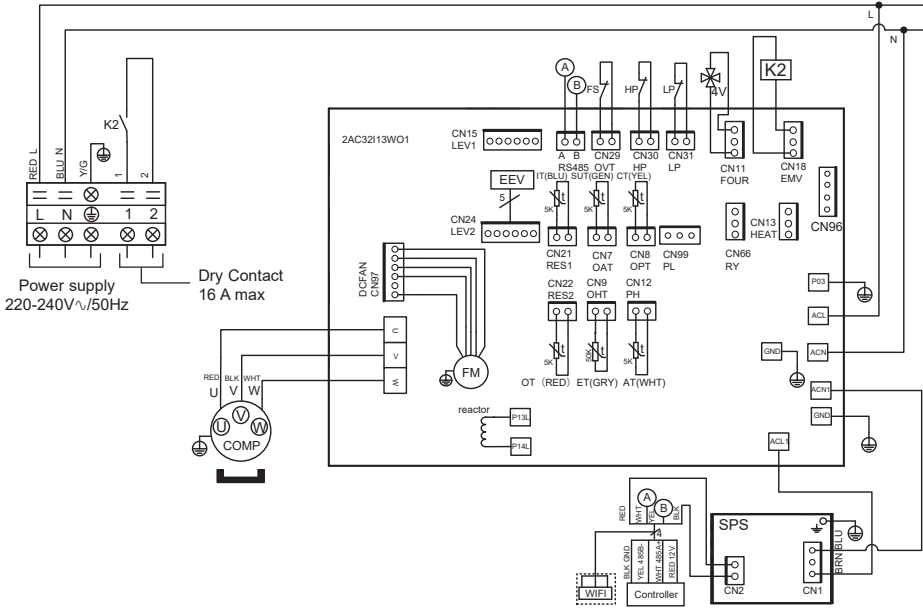 L
N
RED L
BLU N
Y/G
K2
1
2
L N 1 2
Power supply
220-240V∿/50Hz
Dry Contact
16 A max
2AC32I13WO1
CN15
LEV1
A
B
A B
RS485
FS
CN29
OVT
HP
CN30
HP
LP
CN31
LP
4V
CN11
FOUR
K2
CN18
EMV
CN96
EEV
5
CN24
LEV2
IT(BLU)
SUT(GEN)
CT(YEL)
5K t
5K t
5K t
CN21
RES1
CN7
OAT
CN8
OPT
CN99
PL
CN66
RY
CN13
HEAT
DCFAN
CN97
CN22
RES2
CN9
OHT
CN12
PH
5K t
50K t
5K t
OT (RED)
ET(GRY)
AT(WHT)
FM
U
V
W
RED BLK WHT
U V W
U V W
COMP
reactor
P13L
P14L
P03
ACL
ACN
GND
ACN1
GND
ACL1
RED
WHT
YEL
BLK
A
B
4
BLK GND
YEL 485B-
WHT 485A+
RED 12V
WIFI
Controller
SPS
CN2
CN1
BRN BLU